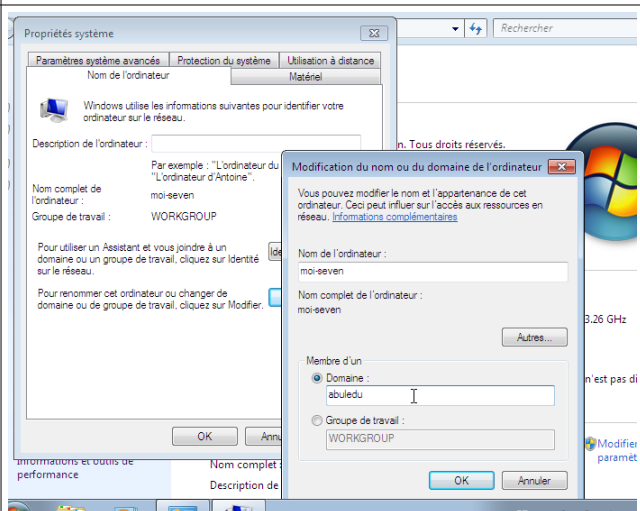 Rechercher
Propriétés système
Paramètres système avancés
Protection du système
Utilisation à distance
Nom de l'ordinateur
Matériel
Windows utilise les informations suivantes pour identifier votre
ordinateur sur le réseau.
Description de l'ordinateur :
Par exemple : "L'ordinateur du
"L'ordinateur d'Antoine".
Nom complet de
l'ordinateur :
moi-seven
Groupe de travail :
WORKGROUP
Pour utiliser un Assistant et vous joindre à un
domaine ou un groupe de travail, cliquez sur Identité
sur le réseau.
Ide
Pour renommer cet ordinateur ou changer de
domaine ou de groupe de travail, cliquez sur Modifier.
OK
Annu
n. Tous droits réservés.
Modification du nom ou du domaine de l'ordinateur
Vous pouvez modifier le nom et l'appartenance de cet
ordinateur. Ceci peut influer sur l'accès aux ressources en
réseau. Informations complémentaires
Nom de l'ordinateur :
moi-seven
Nom complet de l'ordinateur :
moi-seven
Autres...
Membre d'un
Domaine :
abuledu
Groupe de travail :
WORKGROUP
OK
Annuler
3.26 GHz
n'est pas di
Modifier
paramèt
Informations et outils de
performance
Nom complet :
Description de